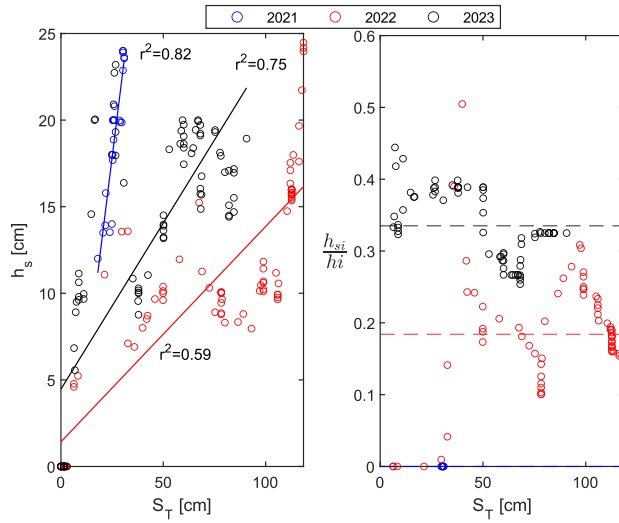 2021 2022 2023
r²=0.82
r²=0.75
r²=0.59
25
20
15
10
5
0
h_s [cm]
0 50 100
S_T [cm]
0.6
0.5
0.4
0.3
0.2
0.1
0
h_si
hi
0 50 100
S_T [cm]